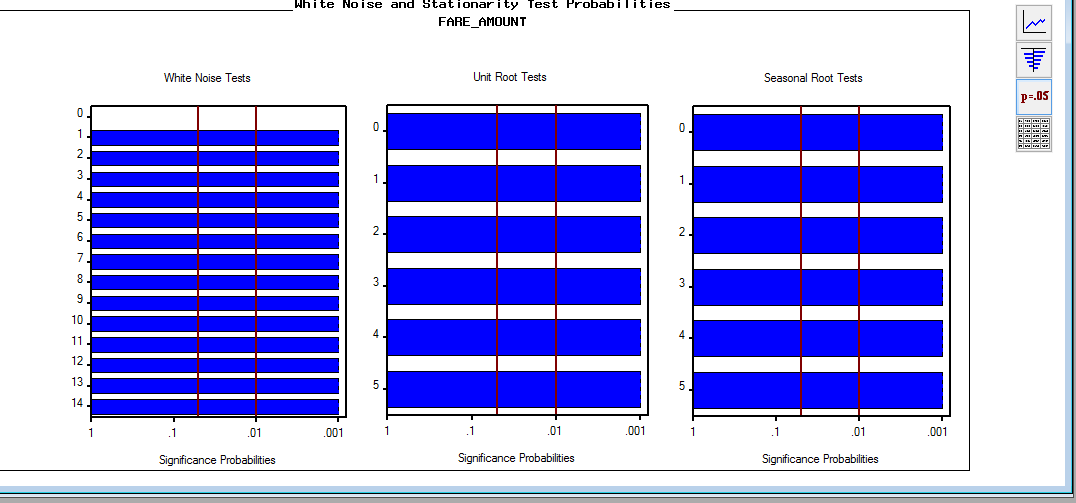 White Noise and Stationarity Test Probabilities
FARE_AMOUNT
White Noise Tests
0
1
2
3
4
5
6
7
8
9
10
11
12
13
14
1 .1 .01 .001
Significance Probabilities
Unit Root Tests
0
1
2
3
4
5
1 .1 .01 .001
Significance Probabilities
Seasonal Root Tests
0
1
2
3
4
5
1 .1 .01 .001
Significance Probabilities
p=.05